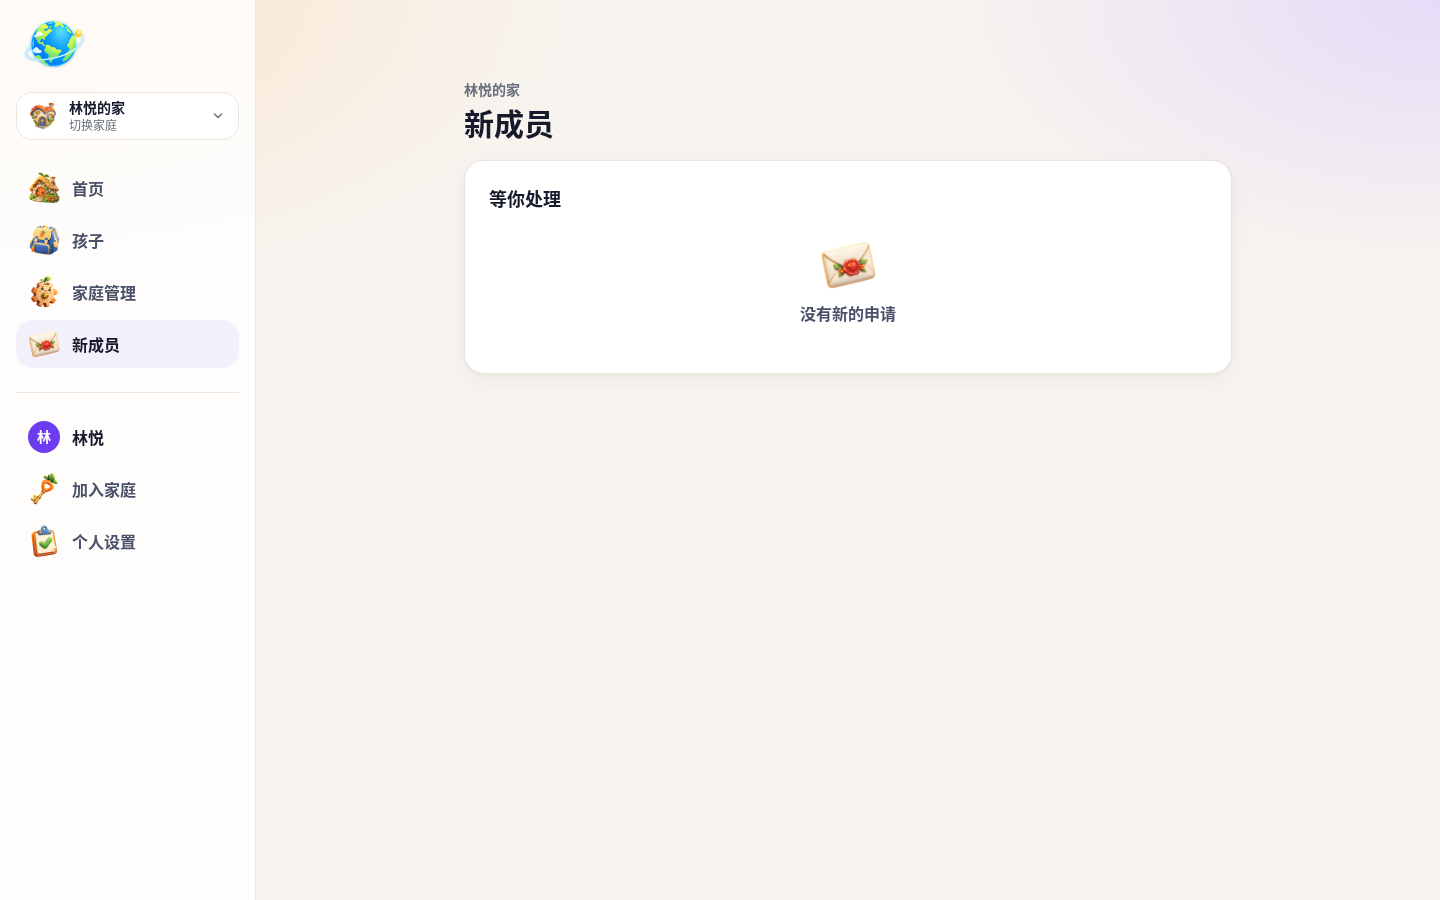 林悦的家
切换家庭
首页
孩子
家庭管理
新成员
林
林悦
加入家庭
个人设置
林悦的家
新成员
等你处理
没有新的申请